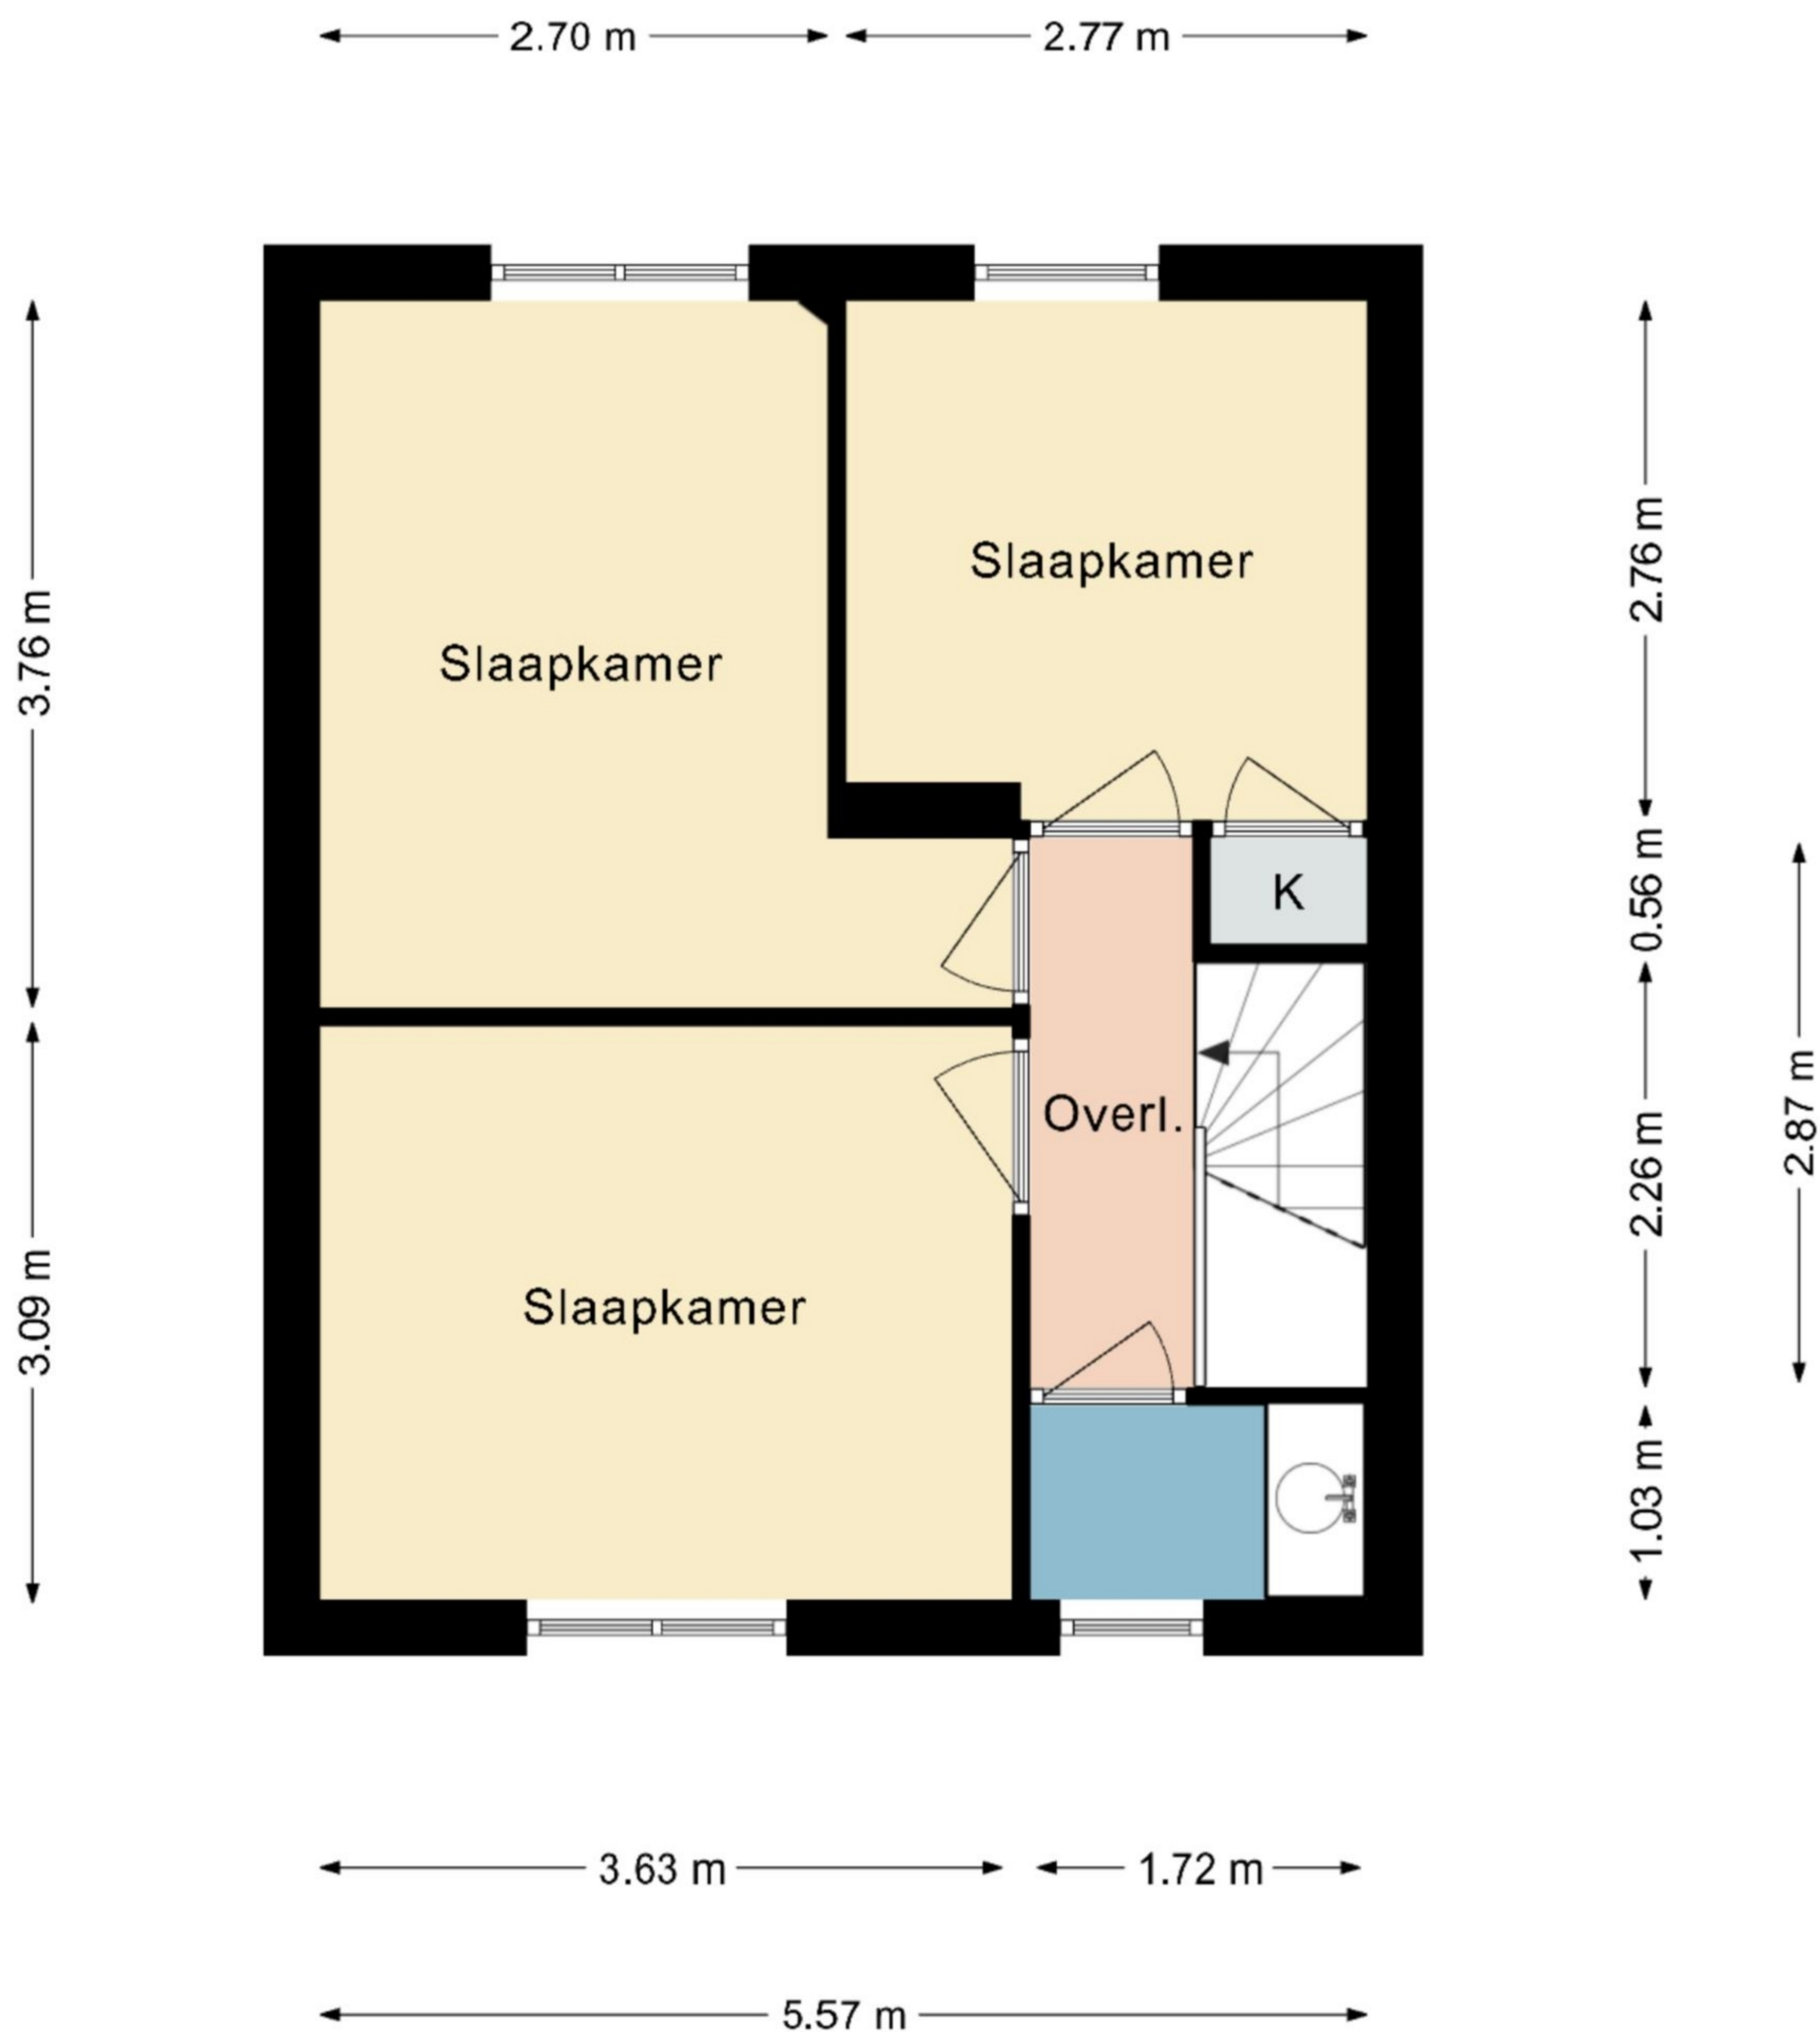 2.70 m
2.77 m
Slaapkamer
2.76 m
3.76 m
Slaapkamer
K
0.56 m
Overl.
2.87 m
2.26 m
Slaapkamer
3.09 m
1.03 m
3.63 m
1.72 m
5.57 m